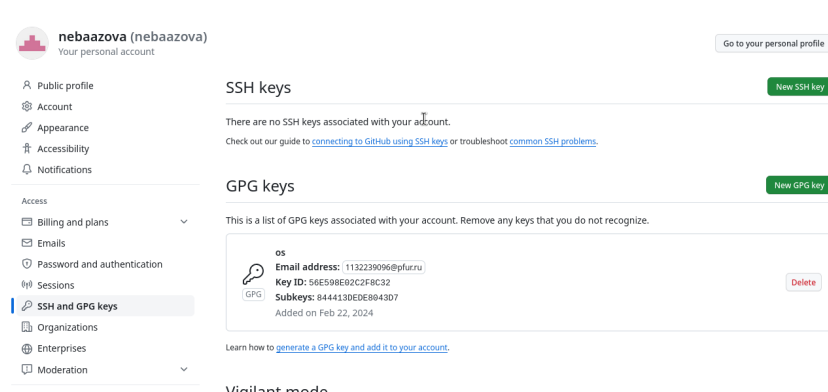 nebaazova (nebaazova)
Your personal account
Go to your personal profile
Public profile
Account
Appearance
Accessibility
Notifications
Access
Billing and plans
Emails
Password and authentication
Sessions
SSH and GPG keys
Organizations
Enterprises
Moderation
SSH keys
New SSH key
There are no SSH keys associated with your account.
Check out our guide to connecting to GitHub using SSH keys or troubleshoot common SSH problems.
GPG keys
New GPG key
This is a list of GPG keys associated with your account. Remove any keys that you do not recognize.
os
Email address: 1132239096@pfur.ru
Key ID: 56E598E02C2F8C32
Subkeys: 844413DEDE8043D7
Added on Feb 22, 2024
GPG
Delete
Learn how to generate a GPG key and add it to your account.
Vigilant mode